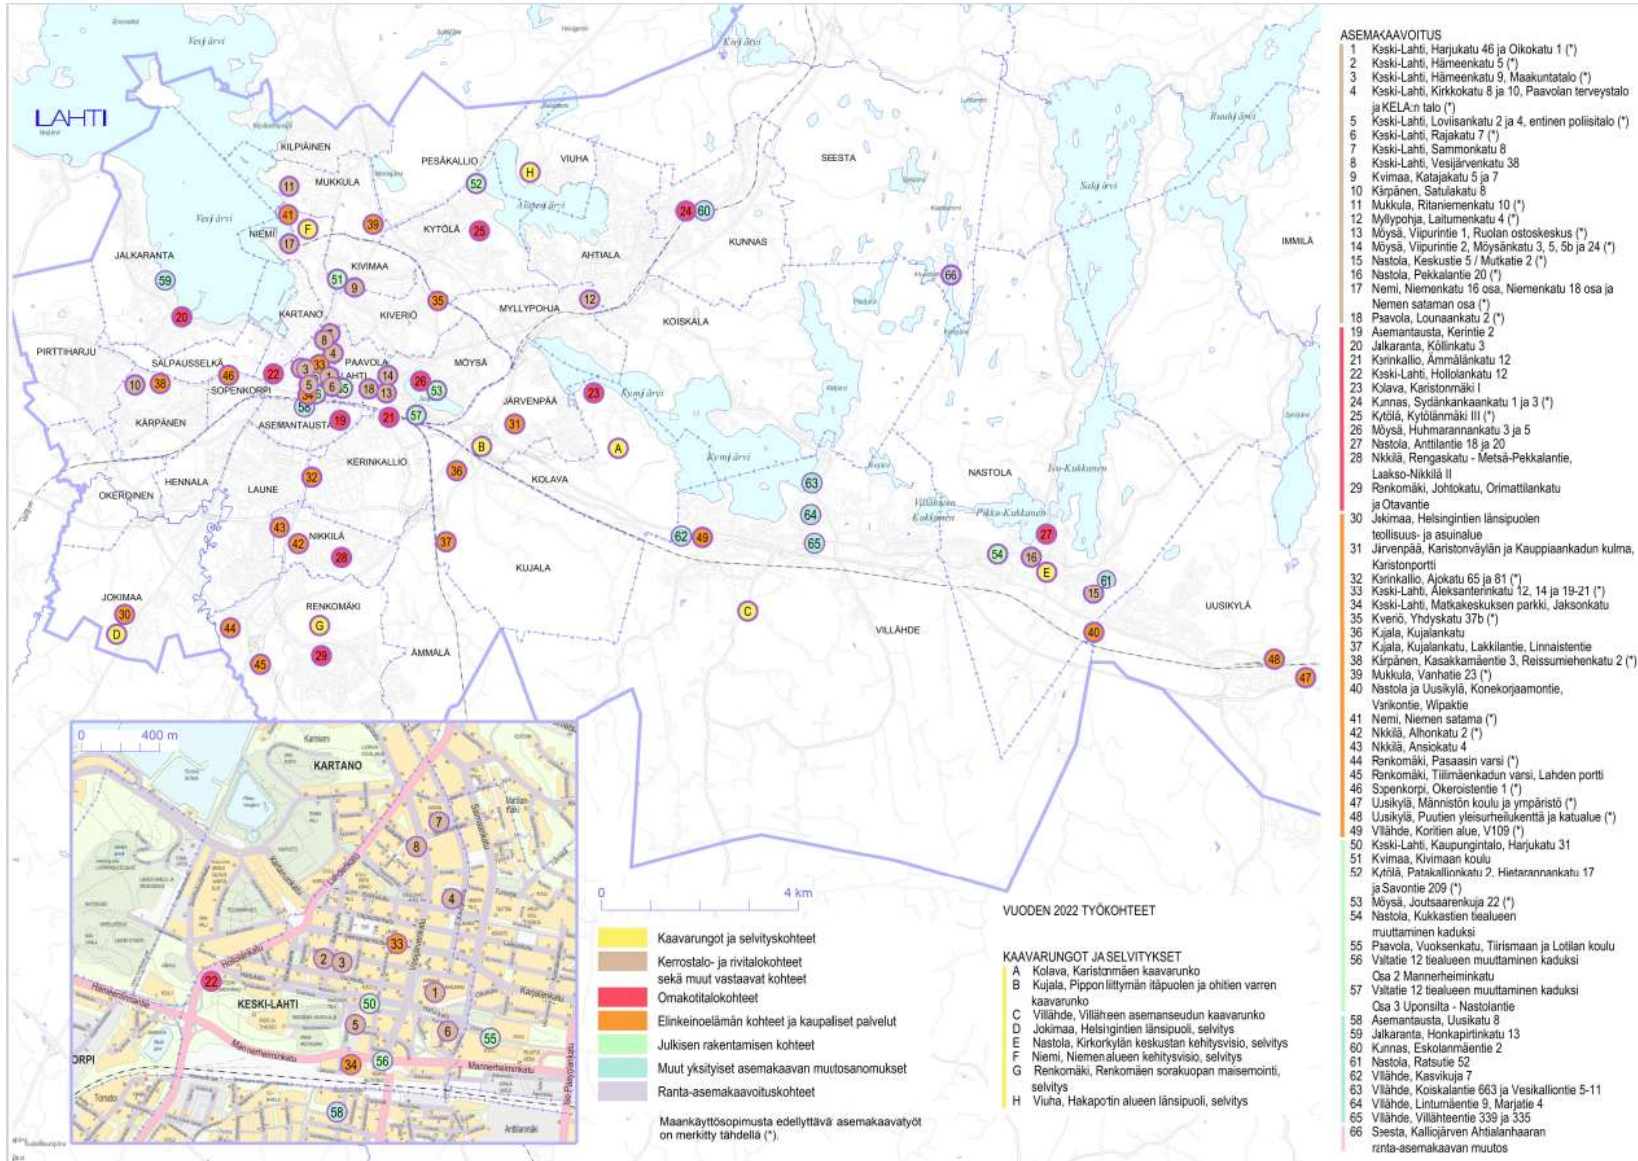 LAHTI
Vesijärvi
Kivijärvi
KILPIÄINEN
MUKKULA
PESÄKALLIO
VIUHA
SEESTA
Alasenjärvi
Salajärvi
Ruuhijärvi
Vesijärvi
NIEMI
KYTÖLÄ
AHTIALA
KUNNAS
IMMILÄ
JALKARANTA
KIVIMAA
KARTANO
KIVERIÖ
MYLLYPOHJA
KOISKALA
PIRTTIHARJU
SALPAUSSELKÄ
PAAVOLA
LAHTI
MÖYSÄ
SOPENKORPI
JÄRVENPÄÄ
Kymijärvi
KÄRPÄNEN
ASEMANTAUSTA
KERINKALLIO
KOLAVA
Kymijärvi
NASTOLA
Iso-Kukkanen
OKEROINEN
HENNALA
LAUNE
Villähteen
Kukkanen
Pikku-Kukkanen
NIKKILÄ
KUJALA
JOKIMAA
RENKOMÄKI
ÄMMÄLÄ
VILLÄHDE
UUSIKYLÄ
0 400 m
Kariniemi
KARTANO
KESKI-LAHTI
Hollolankatu
Lahdenkatu
Kartanonkatu
Vesijärvenkatu
Hämeenlinnantie
Mannerheiminkatu
Mannerheiminkatu
Karjalankatu
ORPI
Tornator
Anttilanmäki
0 4 km
Kaavarungot ja selvityskohteet
Kerrostalo- ja rivitalokohteet
sekä muut vastaavat kohteet
Omakotitalokohteet
Elinkeinoelämän kohteet ja kaupaliset palvelut
Julkisen rakentamisen kohteet
Muut yksityiset asemakaavan muutosanomukset
Ranta-asemakaavoituskohteet
Maankäyttösopimusta edellyttävä asemakaavatyöt
on merkitty tähdellä (*).
VUODEN 2022 TYÖKOHTEET
KAAVARUNGOT JA SELVITYKSET
A Kolava, Karistonmäen kaavarunko
B Kujala, Pippon liittymän itäpuolen ja ohitien varren
kaavarunko
C Villähde, Villähteen asemanseudun kaavarunko
D Jokimaa, Helsingintien länsipuoli, selvitys
E Nastola, Kirkonkylän keskustan kehitysvisio, selvitys
F Niemi, Niemen alueen kehitysvisio, selvitys
G Renkomäki, Renkomäen sorakuopan maisemointi,
selvitys
H Viuha, Hakapotin alueen länsipuoli, selvitys
ASEMAKAAVOITUS
1 Keski-Lahti, Harjukatu 46 ja Oikokatu 1 (*)
2 Keski-Lahti, Hämeenkatu 5 (*)
3 Keski-Lahti, Hämeenkatu 9, Maakuntatalo (*)
4 Keski-Lahti, Kirkkokatu 8 ja 10, Paavolan terveystalo
ja KELA:n talo (*)
5 Keski-Lahti, Loviisankatu 2 ja 4, entinen poliisitalo (*)
6 Keski-Lahti, Rajakatu 7 (*)
7 Keski-Lahti, Sammonkatu 8
8 Keski-Lahti, Vesijärvenkatu 38
9 Kivimaa, Katajakatu 5 ja 7
10 Kärpänen, Satulakatu 8
11 Mukkula, Ritaniemenkatu 10 (*)
12 Myllypohja, Laitumenkatu 4 (*)
13 Möysä, Viipurintie 1, Ruolan ostoskeskus (*)
14 Möysä, Viipurintie 2, Möysänkatu 3, 5, 5b ja 24 (*)
15 Nastola, Keskustie 5 / Mutkatie 2 (*)
16 Nastola, Pekkalantie 20 (*)
17 Niemi, Niemenkatu 16 osa, Niemenkatu 18 osa ja
Niemen sataman osa (*)
18 Paavola, Lounaankatu 2 (*)
19 Asemantausta, Kerintie 2
20 Jalkaranta, Köllinkatu 3
21 Kerinkallio, Ämmälänkatu 12
22 Keski-Lahti, Hollolankatu 12
23 Kolava, Karistonmäki I
24 Kunnas, Sydänkankaankatu 1 ja 3 (*)
25 Kytölä, Kytölänmäki III (*)
26 Möysä, Huhmarannankatu 3 ja 5
27 Nastola, Anttilantie 18 ja 20
28 Nikkilä, Rengaskatu - Metsä-Pekkalantie,
Laakso-Nikkilä II
29 Renkomäki, Johtokatu, Orimattilankatu
ja Otavantie
30 Jokimaa, Helsingintien länsipuolen
teollisuus- ja asuinalue
31 Järvenpää, Karistonväylän ja Kauppiaankadun kulma,
Karistonportti
32 Kerinkallio, Ajokatu 65 ja 81 (*)
33 Keski-Lahti, Aleksanterinkatu 12, 14 ja 19-21 (*)
34 Keski-Lahti, Matkakeskuksen parkki, Jaksonkatu
35 Kiveriö, Yhdyskatu 37b (*)
36 Kujala, Kujalankatu
37 Kujala, Kujalankatu, Lakkilantie, Linnaistentie
38 Kärpänen, Kasakkamäentie 3, Reissumiehenkatu 2 (*)
39 Mukkula, Vanhatie 23 (*)
40 Nastola ja Uusikylä, Konekorjaamontie,
Varikontie, Wipaktie
41 Niemi, Niemen satama (*)
42 Nikkilä, Alhonkatu 2 (*)
43 Nikkilä, Ansiokatu 4
44 Renkomäki, Pasaasin varsi (*)
45 Renkomäki, Tiilimäenkadun varsi, Lahden portti
46 Sopenkorpi, Okeroistentie 1 (*)
47 Uusikylä, Männistön koulu ja ympäristö (*)
48 Uusikylä, Puutien yleisurheilukenttä ja katualue (*)
49 Villähde, Koritien alue, V109 (*)
50 Keski-Lahti, Kaupungintalo, Harjukatu 31
51 Kivimaa, Kivimaan koulu
52 Kytölä, Patakallionkatu 2, Hietarannankatu 17
ja Savontie 209 (*)
53 Möysä, Joutsaarenkuja 22 (*)
54 Nastola, Kukkastien tiealueen
muuttaminen kaduksi
55 Paavola, Vuoksenkatu, Tiirismaan ja Lotilan koulu
56 Valtatie 12 tiealueen muuttaminen kaduksi
Osa 2 Mannerheiminkatu
57 Valtatie 12 tiealueen muuttaminen kaduksi
Osa 3 Uponsilta - Nastolantie
58 Asemantausta, Uusikatu 8
59 Jalkaranta, Honkapirtinkatu 13
60 Kunnas, Eskolanmäentie 2
61 Nastola, Ratsutie 52
62 Villähde, Kasvikuja 7
63 Villähde, Koiskalantie 663 ja Vesikalliontie 5-11
64 Villähde, Lintumäentie 9, Marjatie 4
65 Villähde, Villähteentie 339 ja 335
66 Seesta, Kalliojärven Ahtialanhaaran
ranta-asemakaavan muutos